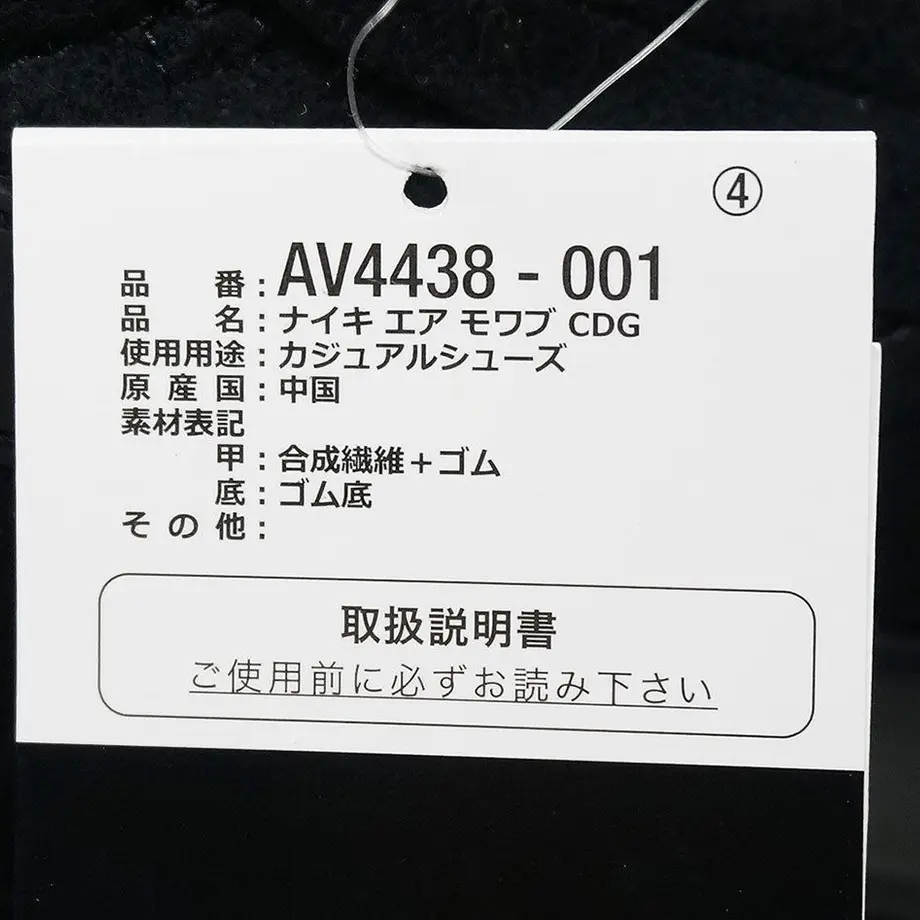 ④
品番：AV4438 - 001
品名：ナイキ エア モワブ CDG
使用用途：カジュアルシューズ
原産国：中国
素材表記
甲：合成繊維＋ゴム
底：ゴム底
その他：
取扱説明書
ご使用前に必ずお読み下さい